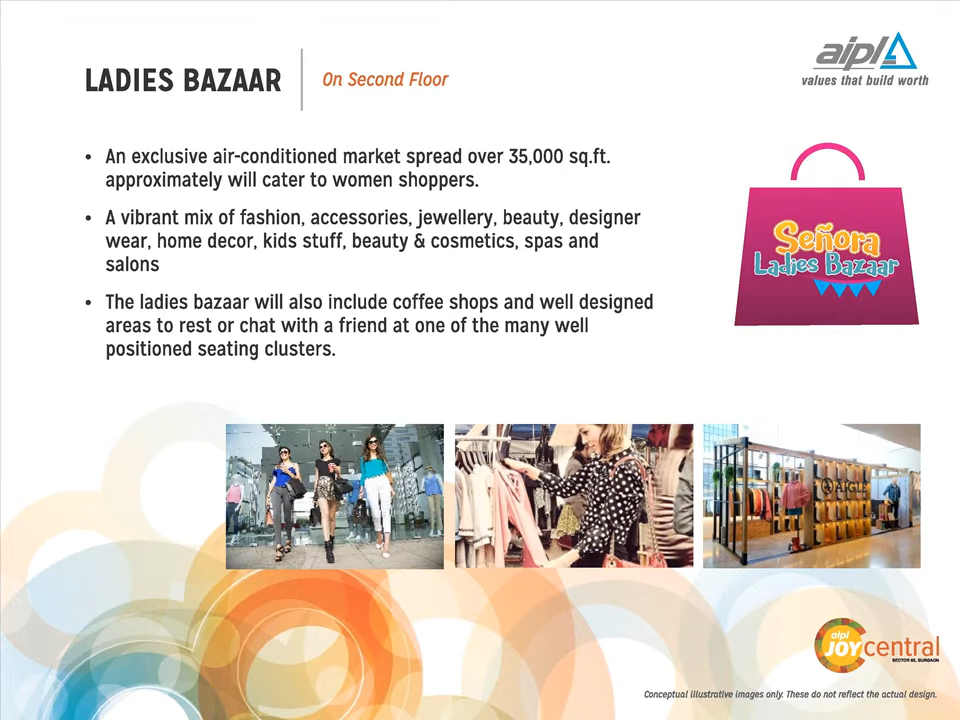 LADIES BAZAAR
On Second Floor
aipl
values that build worth
• An exclusive air-conditioned market spread over 35,000 sq.ft.
approximately will cater to women shoppers.
• A vibrant mix of fashion, accessories, jewellery, beauty, designer
wear, home decor, kids stuff, beauty & cosmetics, spas and
salons
• The ladies bazaar will also include coffee shops and well designed
areas to rest or chat with a friend at one of the many well
positioned seating clusters.
Señora
Ladies Bazaar
AIGLE
aipl
JOYcentral
SECTOR 65, GURGAON
Conceptual illustrative images only. These do not reflect the actual design.